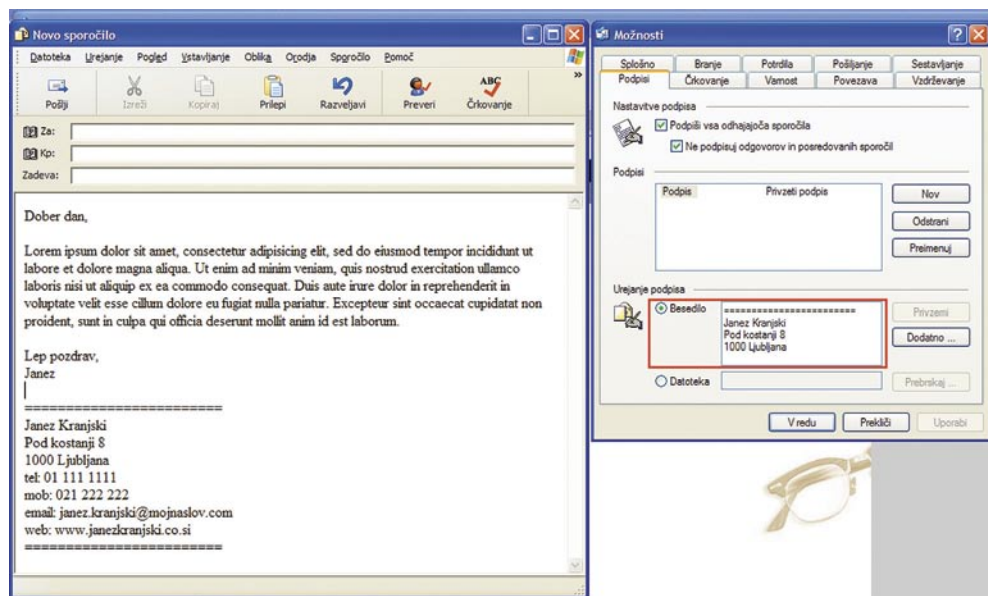 Novo sporočilo
Datoteka Urejanje Pogled Vstavljanje Oblika Orodja Sporočilo Pomoč
ABC
Pošlji Izreži Kopiraj Prilepi Razveljavi Preveri Črkovanje
»
Za:
Kp:
Zadeva:
Dober dan,
Lorem ipsum dolor sit amet, consectetur adipisicing elit, sed do eiusmod tempor incididunt ut
labore et dolore magna aliqua. Ut enim ad minim veniam, quis nostrud exercitation ullamco
laboris nisi ut aliquip ex ea commodo consequat. Duis aute irure dolor in reprehenderit in
voluptate velit esse cillum dolore eu fugiat nulla pariatur. Excepteur sint occaecat cupidatat non
proident, sunt in culpa qui officia deserunt mollit anim id est laborum.
Lep pozdrav,
Janez
========================
Janez Kranjski
Pod kostanji 8
1000 Ljubljana
tel: 01 111 1111
mob: 021 222 222
email: janez.kranjski@mojnaslov.com
web: www.janezkranjski.co.si
========================
Možnosti
Splošno Branje Potrdila Pošiljanje Sestavljanje
Podpisi Črkovanje Varnost Povezava Vzdrževanje
Nastavitve podpisa
Podpiši vsa odhajajoča sporočila
Ne podpisuj odgovorov in posredovanih sporočil
Podpisi
Podpis Privzeti podpis
Nov
Odstrani
Preimenuj
Urejanje podpisa
Besedilo
========================
Janez Kranjski
Pod kostanji 8
1000 Ljubljana
Privzemi
Dodatno ...
Datoteka
Prebrskaj ...
V redu Prekliči Uporabi